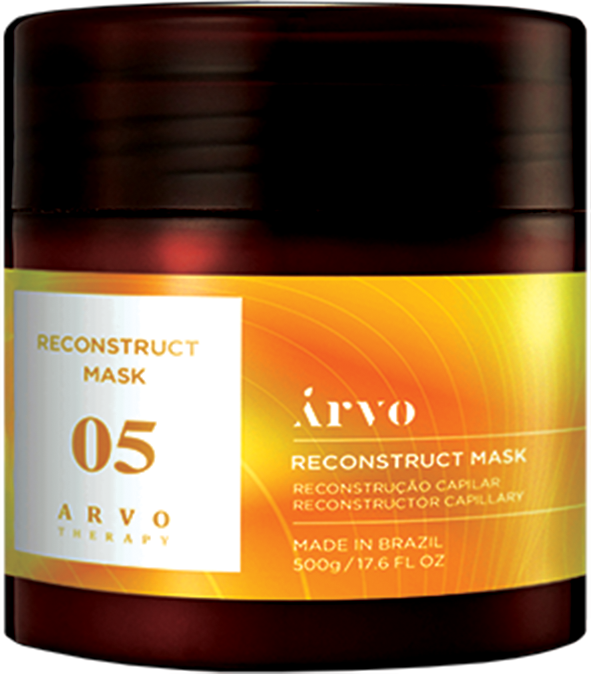 RECONSTRUCT
MASK
05
ARVO
THERAPY
Árvo
RECONSTRUCT MASK
RECONSTRUÇÃO CAPILAR
RECONSTRUCTOR CAPILLARY
MADE IN BRAZIL
500g/17.6 FL OZ